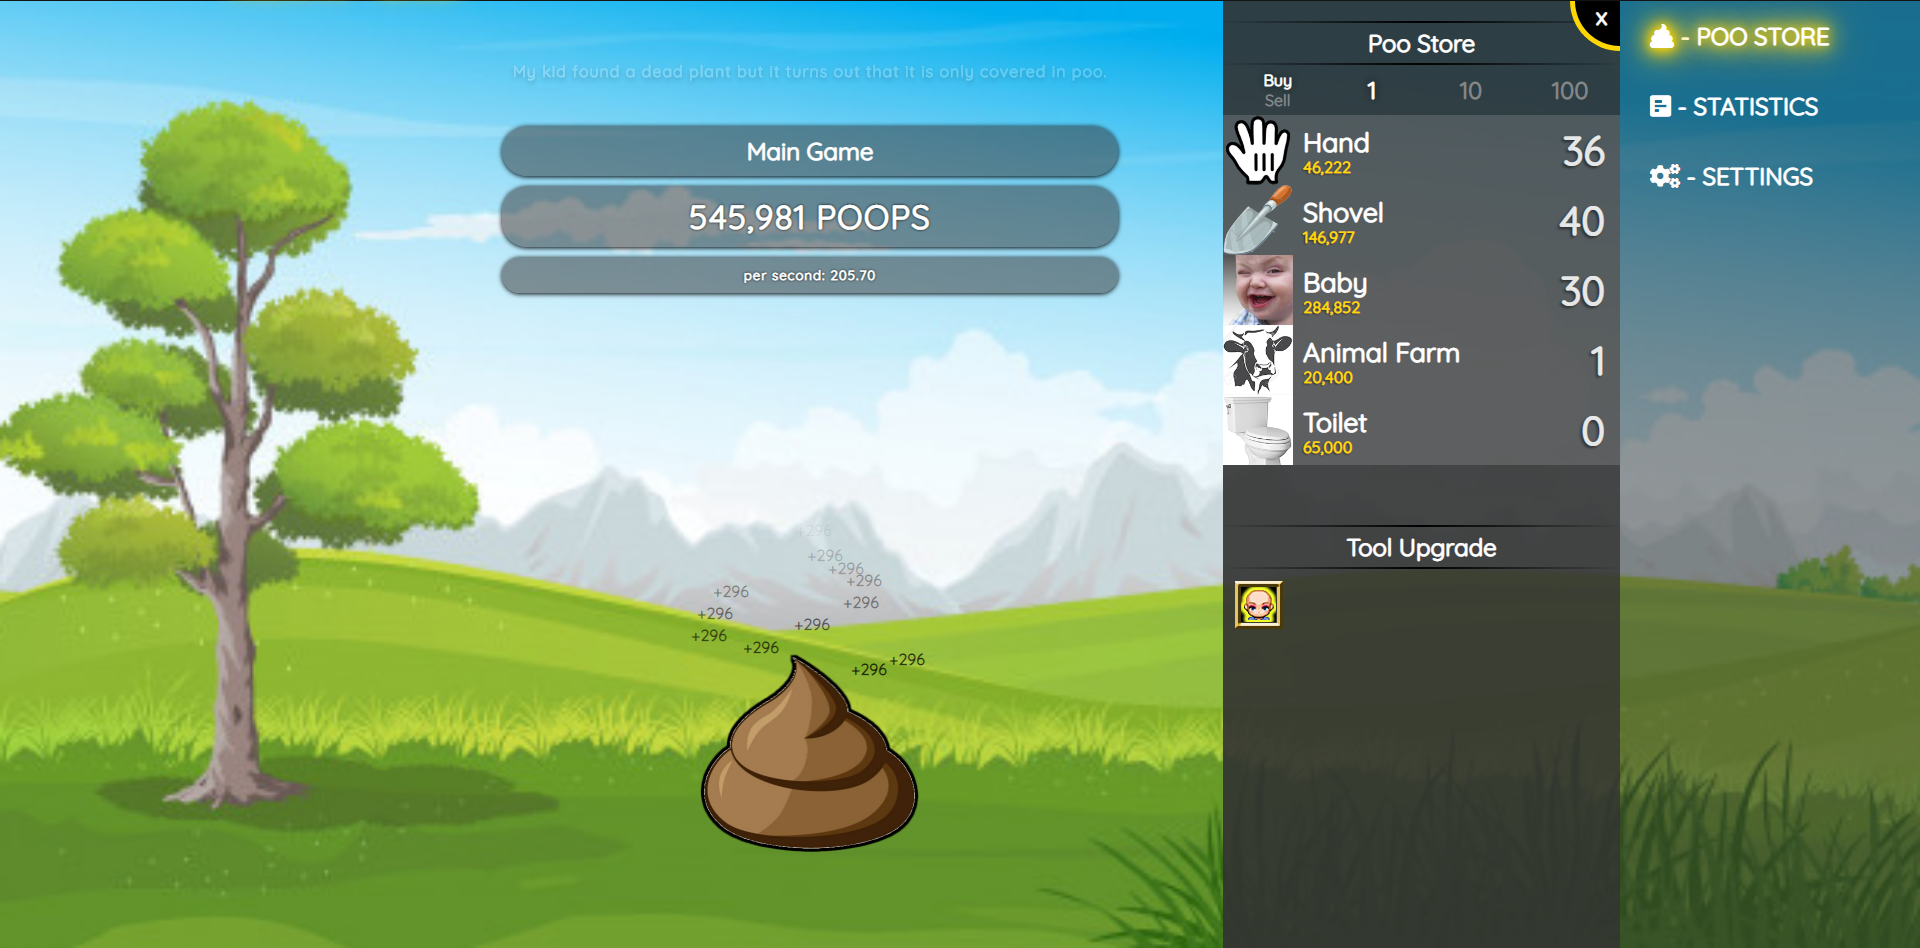 My kid found a dead plant but it turns out that it is only covered in poo.
Main Game
545,981 POOPS
per second: 205.70
+296
+296
+296
+296
+296
+296
+296
+296
+296
+296
+296
+296
+296
x
Poo Store
Buy
Sell
1 10 100
Hand
46,222
36
Shovel
146,977
40
Baby
284,852
30
Animal Farm
20,400
1
Toilet
65,000
0
Tool Upgrade
- POO STORE
- STATISTICS
- SETTINGS